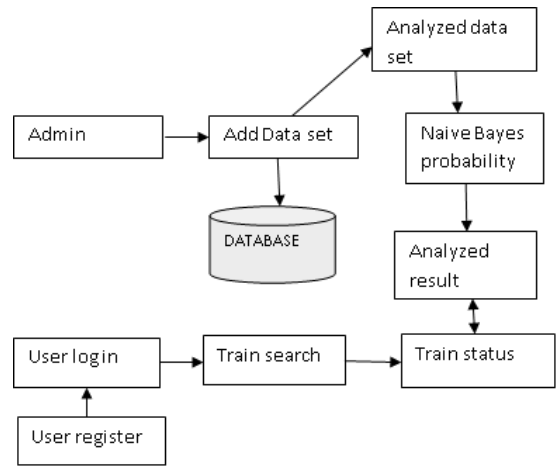 Analyzed data
set
Admin
Add Data set
Naive Bayes
probability
DATABASE
Analyzed
result
User login
Train search
Train status
User register